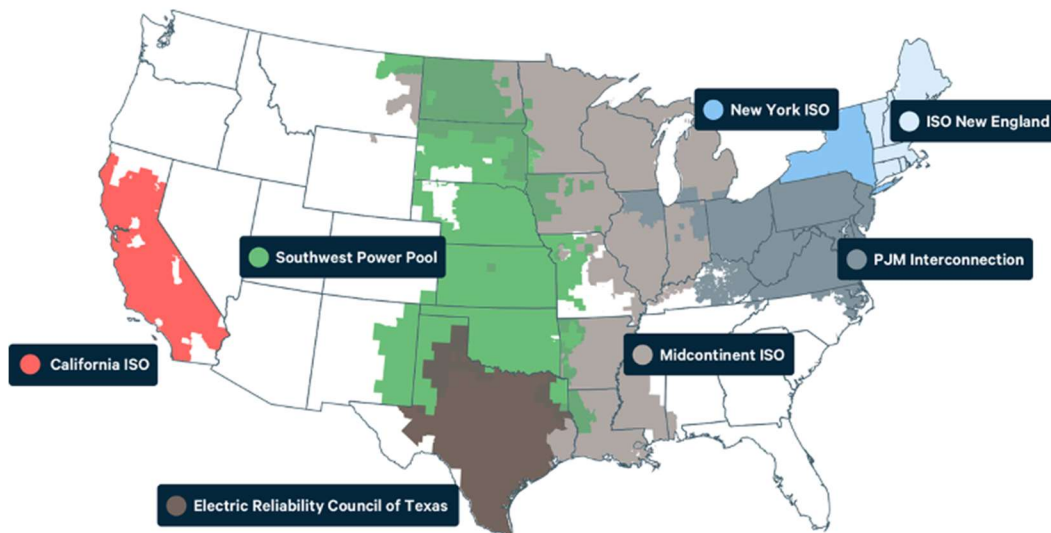 New York ISO
ISO New England
Southwest Power Pool
PJM Interconnection
California ISO
Midcontinent ISO
Electric Reliability Council of Texas